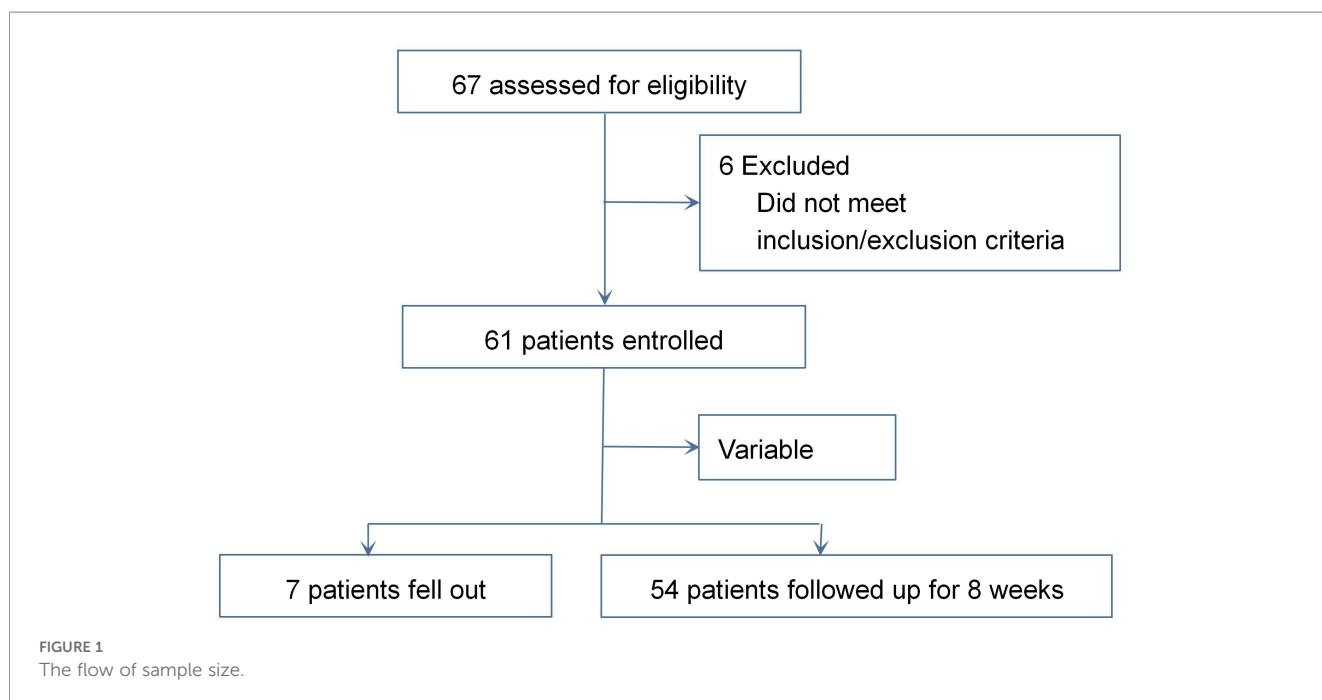 67 assessed for eligibility
6 Excluded
Did not meet
inclusion/exclusion criteria
61 patients entrolled
Variable
7 patients fell out
54 patients followed up for 8 weeks
FIGURE 1
The flow of sample size.